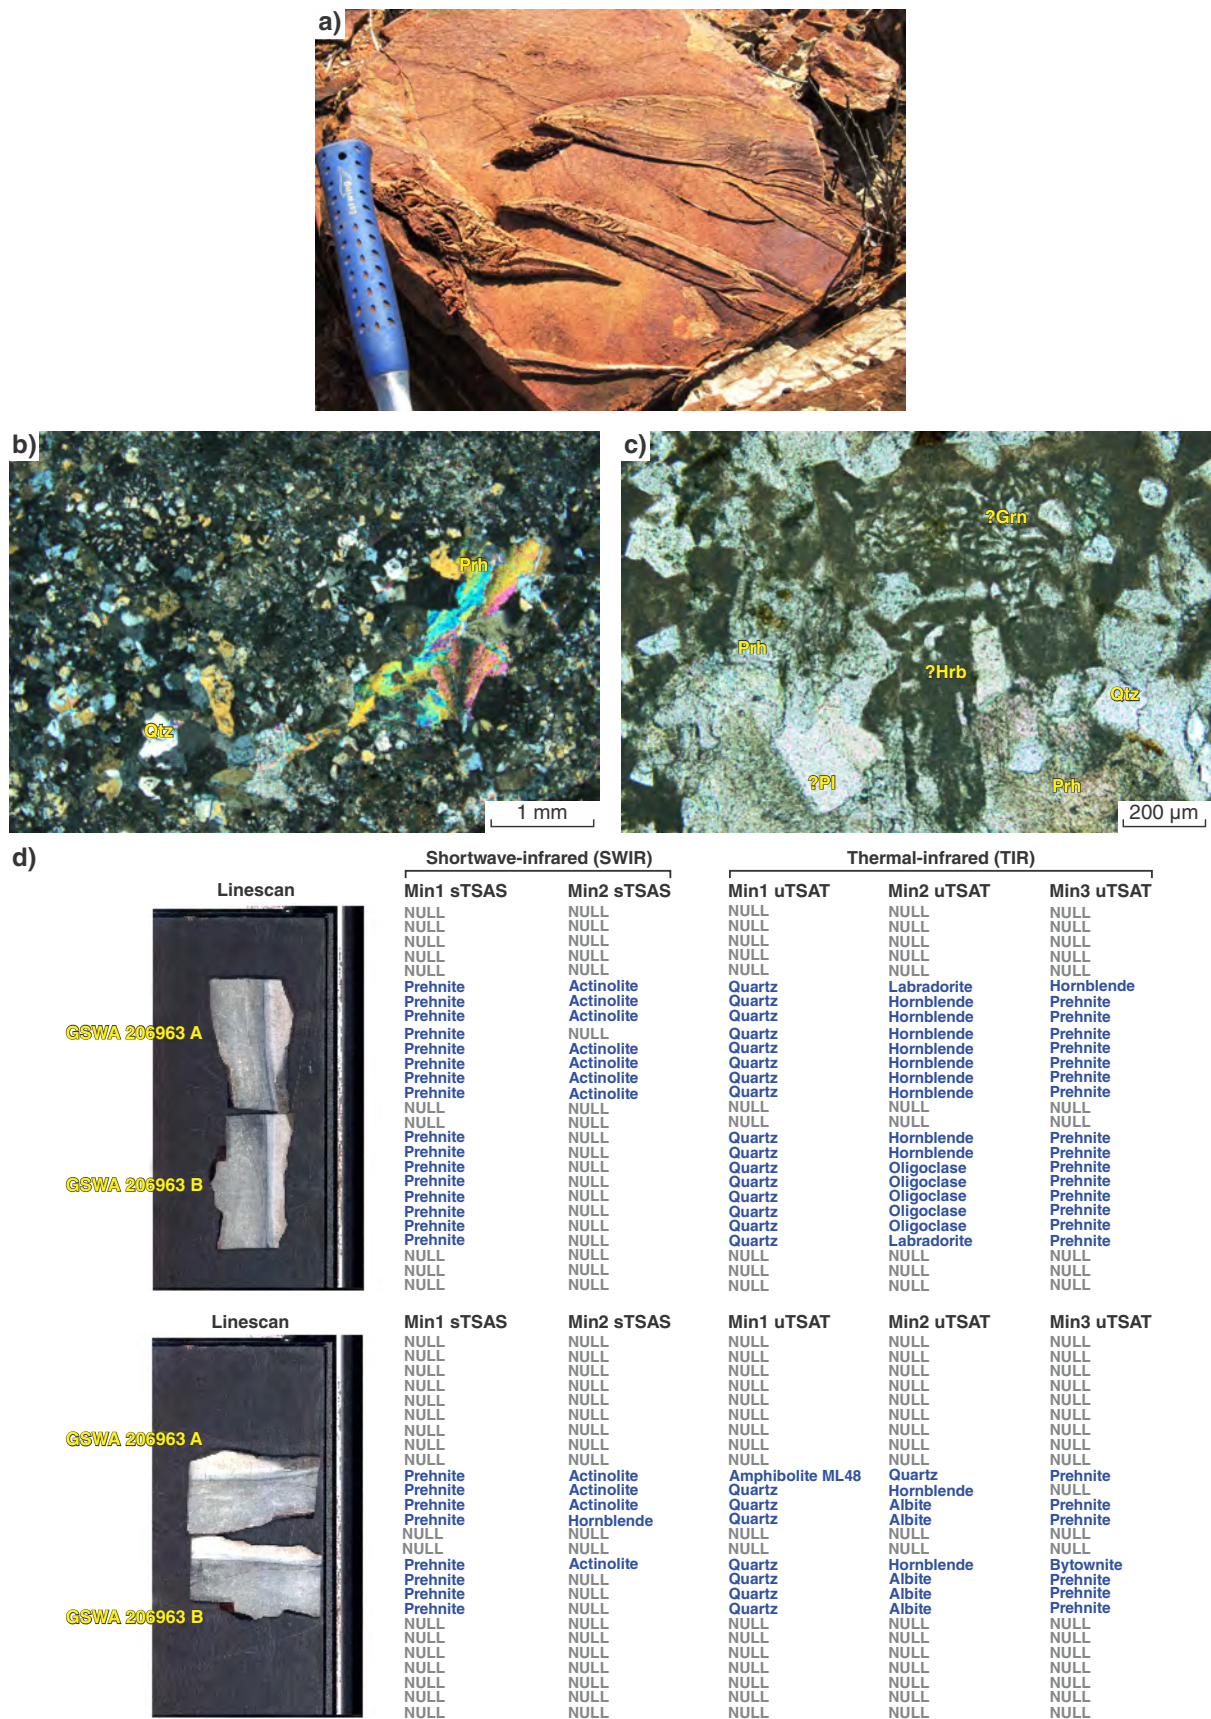 a)
b)
Prh
Qtz
1 mm
c)
?Grn
Prh
?Hrb
Qtz
?Pl
Prh
200 µm
d)
Shortwave-infrared (SWIR) Thermal-infrared (TIR)
Linescan Min1 sTSAS Min2 sTSAS Min1 uTSAT Min2 uTSAT Min3 uTSAT
NULL NULL NULL NULL NULL
NULL NULL NULL NULL NULL
NULL NULL NULL NULL NULL
NULL NULL NULL NULL NULL
NULL NULL NULL NULL NULL
Prehnite Actinolite Quartz Labradorite Hornblende
Prehnite Actinolite Quartz Hornblende Prehnite
Prehnite Actinolite Quartz Hornblende Prehnite
GSWA 206963 A Prehnite NULL Quartz Hornblende Prehnite
Prehnite Actinolite Quartz Hornblende Prehnite
Prehnite Actinolite Quartz Hornblende Prehnite
Prehnite Actinolite Quartz Hornblende Prehnite
Prehnite Actinolite Quartz Hornblende Prehnite
NULL NULL NULL NULL NULL
NULL NULL NULL NULL NULL
Prehnite NULL Quartz Hornblende Prehnite
Prehnite NULL Quartz Hornblende Prehnite
Prehnite NULL Quartz Oligoclase Prehnite
GSWA 206963 B Prehnite NULL Quartz Oligoclase Prehnite
Prehnite NULL Quartz Oligoclase Prehnite
Prehnite NULL Quartz Oligoclase Prehnite
Prehnite NULL Quartz Oligoclase Prehnite
Prehnite NULL Quartz Labradorite Prehnite
NULL NULL NULL NULL NULL
NULL NULL NULL NULL NULL
NULL NULL NULL NULL NULL
Linescan Min1 sTSAS Min2 sTSAS Min1 uTSAT Min2 uTSAT Min3 uTSAT
NULL NULL NULL NULL NULL
NULL NULL NULL NULL NULL
NULL NULL NULL NULL NULL
NULL NULL NULL NULL NULL
NULL NULL NULL NULL NULL
NULL NULL NULL NULL NULL
NULL NULL NULL NULL NULL
GSWA 206963 A NULL NULL NULL NULL NULL
NULL NULL NULL NULL NULL
Prehnite Actinolite Amphibolite ML48 Quartz Prehnite
Prehnite Actinolite Quartz Hornblende NULL
Prehnite Actinolite Quartz Albite Prehnite
Prehnite Hornblende Quartz Albite Prehnite
NULL NULL NULL NULL NULL
NULL NULL NULL NULL NULL
Prehnite Actinolite Quartz Hornblende Bytownite
Prehnite NULL Quartz Albite Prehnite
Prehnite NULL Quartz Albite Prehnite
Prehnite NULL Quartz Albite Prehnite
GSWA 206963 B NULL NULL NULL NULL NULL
NULL NULL NULL NULL NULL
NULL NULL NULL NULL NULL
NULL NULL NULL NULL NULL
NULL NULL NULL NULL NULL
NULL NULL NULL NULL NULL
NULL NULL NULL NULL NULL